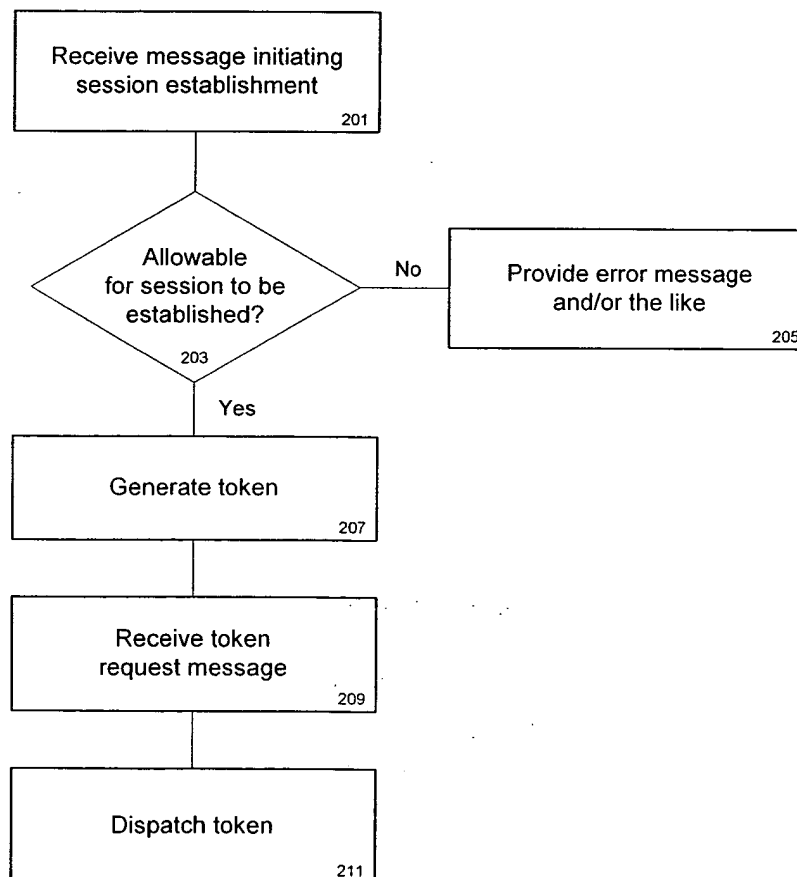 Receive message initiating
session establishment
201
Allowable
for session to be
established?
203
No
Provide error message
and/or the like
205
Yes
Generate token
207
Receive token
request message
209
Dispatch token
211